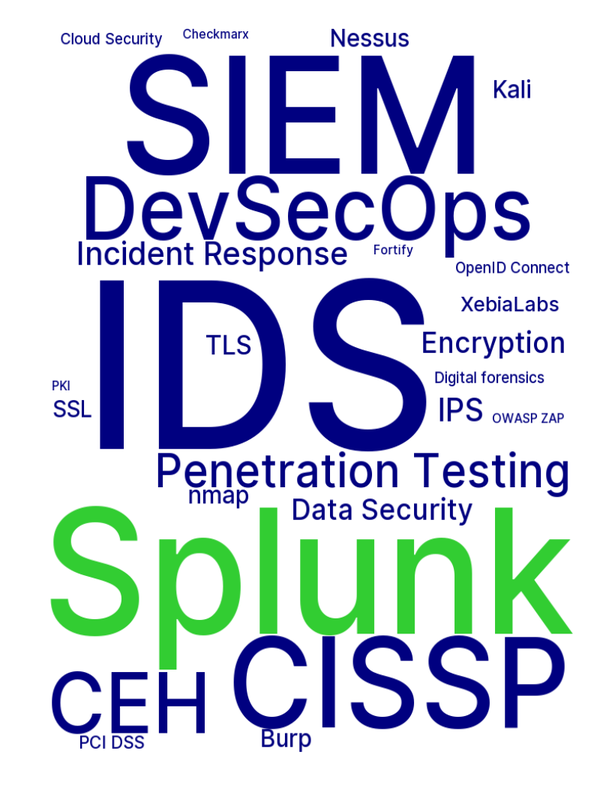 Cloud Security
Checkmarx
Nessus
SIEM
Kali
DevSecOps
Incident Response
Fortify
OpenID Connect
IDS
XebiaLabs
TLS
Encryption
Digital forensics
PKI
SSL
IPS
OWASP ZAP
Penetration Testing
nmap
Data Security
Splunk
CISSP
CEH
PCI DSS
Burp